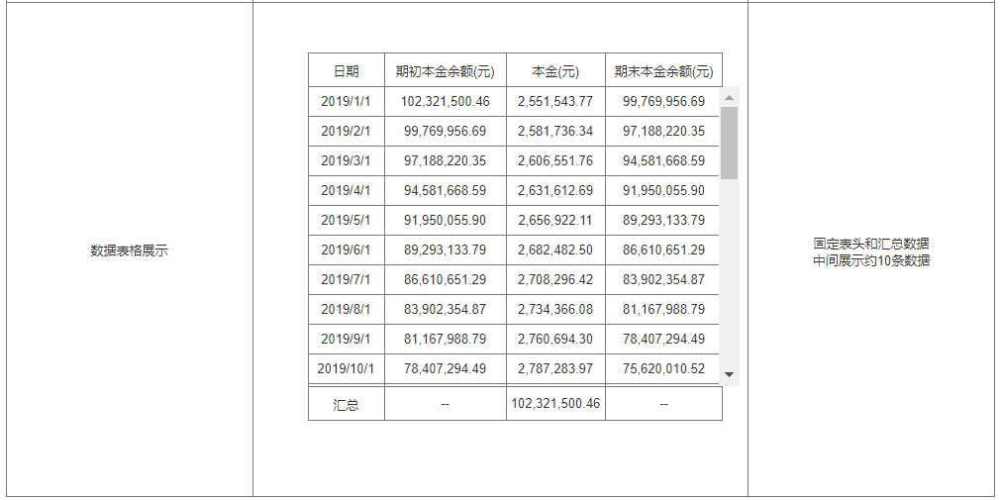 数据表格展示
日期 期初本金余额(元) 本金(元) 期末本金余额(元)
2019/1/1 102,321,500.46 2,551,543.77 99,769,956.69
2019/2/1 99,769,956.69 2,581,736.34 97,188,220.35
2019/3/1 97,188,220.35 2,606,551.76 94,581,668.59
2019/4/1 94,581,668.59 2,631,612.69 91,950,055.90
2019/5/1 91,950,055.90 2,656,922.11 89,293,133.79
2019/6/1 89,293,133.79 2,682,482.50 86,610,651.29
2019/7/1 86,610,651.29 2,708,296.42 83,902,354.87
2019/8/1 83,902,354.87 2,734,366.08 81,167,988.79
2019/9/1 81,167,988.79 2,760,694.30 78,407,294.49
2019/10/1 78,407,294.49 2,787,283.97 75,620,010.52
汇总 -- 102,321,500.46 --
固定表头和汇总数据
中间展示约10条数据